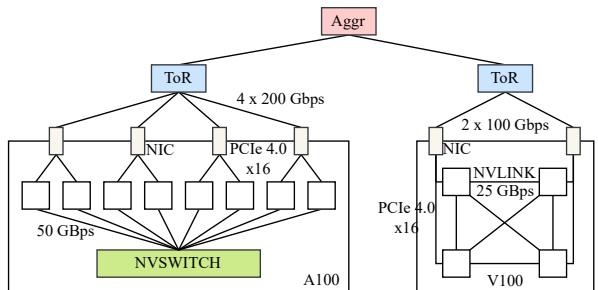 Aggr
ToR
ToR
4 x 200 Gbps
2 x 100 Gbps
NIC
PCIe 4.0
x16
NIC
NVLINK
25 GBps
PCIe 4.0
x16
50 GBps
NVSWITCH
A100
V100